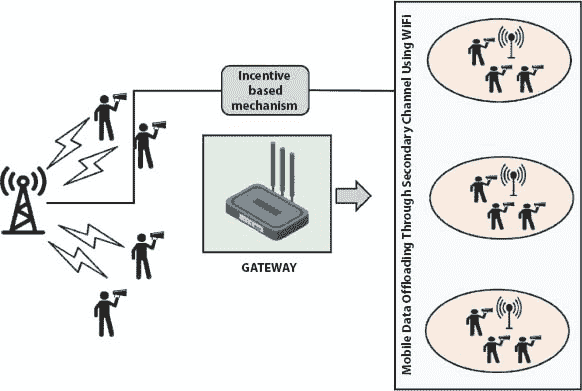 Incentive
based
mechanism
GATEWAY
Mobile Data Offloading Through Secondary Channel Using WiFi